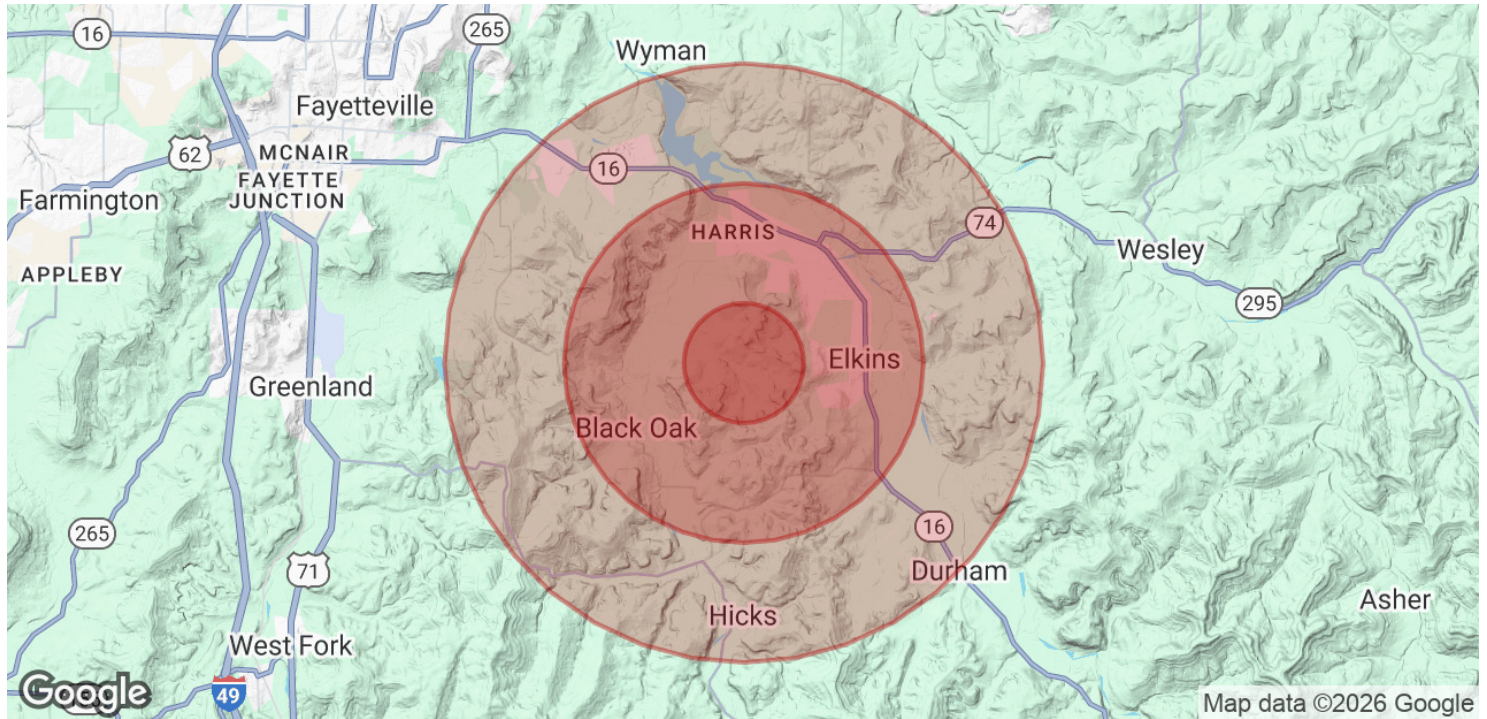 16
265
Wyman
Fayetteville
62
MCNAIR
16
FAYETTE
JUNCTION
Farmington
74
HARRIS
Wesley
APPLEBY
295
Elkins
Greenland
Black Oak
16
265
71
Durham
Asher
Hicks
West Fork
49
Google
Map data ©2026 Google